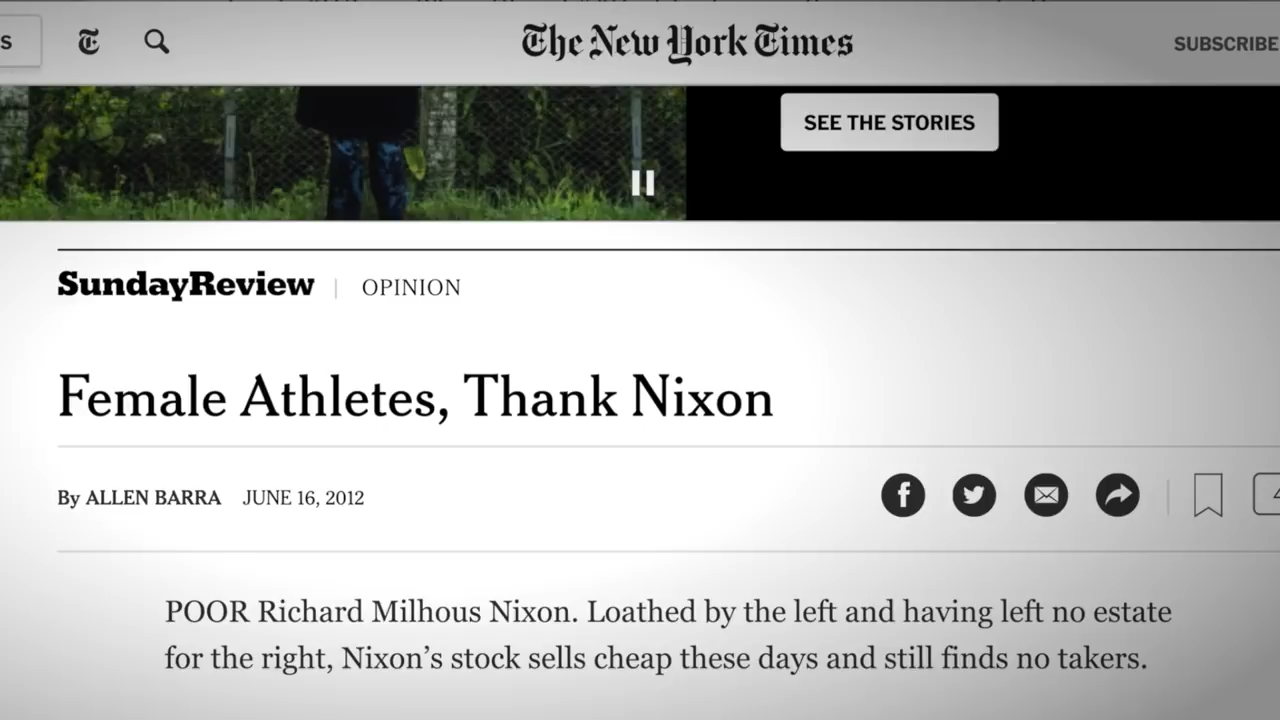 S
The New York Times
SUBSCRIBE
SEE THE STORIES
SundayReview | OPINION
Female Athletes, Thank Nixon
By ALLEN BARRA JUNE 16, 2012
POOR Richard Milhous Nixon. Loathed by the left and having left no estate
for the right, Nixon’s stock sells cheap these days and still finds no takers.